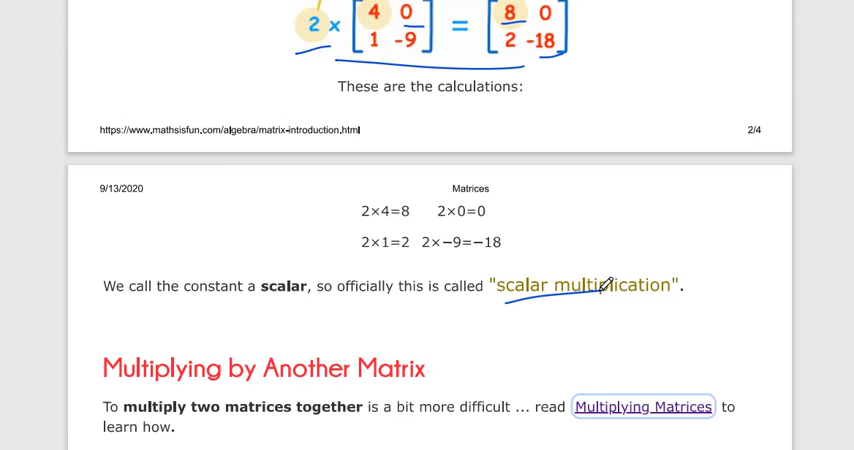 2 × [ 4 0 = [ 8 0
1 -9 ] 2 -18 ]
These are the calculations:
https://www.mathsisfun.com/algebra/matrix-introduction.html 2/4
9/13/2020 Matrices
2×4=8 2×0=0
2×1=2 2×−9=−18
We call the constant a scalar, so officially this is called "scalar multiplication".
Multiplying by Another Matrix
To multiply two matrices together is a bit more difficult ... read Multiplying Matrices to
learn how.